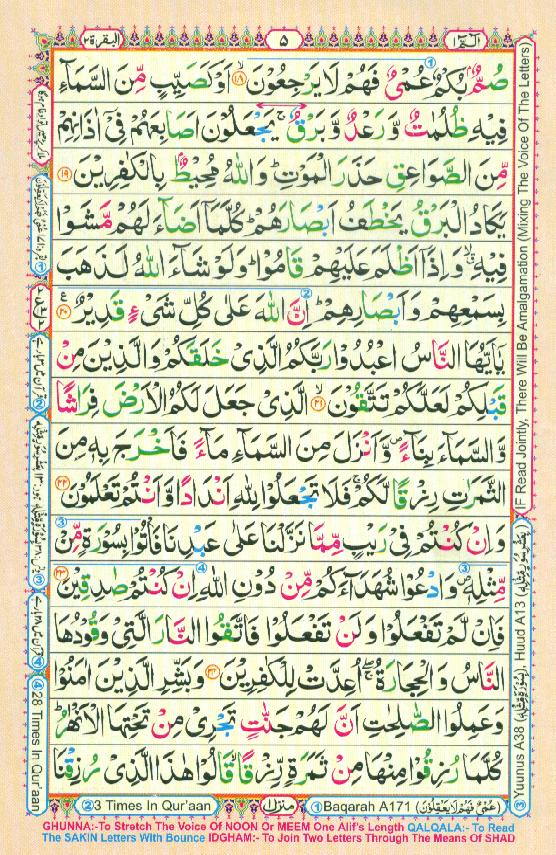 الٓمّٓ ١
۵
البقرة ٢
صُمٌّۢ بُكْمٌ عُمْيٌ فَهُمْ لَا يَرْجِعُوْنَ ۙ‏﴿۱۸﴾ اَوْ كَصَيِّبٍ مِّنَ السَّمَآءِ
فِيْهِ ظُلُمٰتٌ وَّ رَعْدٌ وَّ بَرْقٌ ۚ يَجْعَلُوْنَ اَصَابِعَهُمْ فِيْۤ اٰذَانِهِمْ
مِّنَ الصَّوَاعِقِ حَذَرَ الْمَوْتِ ؕ وَ اللّٰهُ مُحِيْطٌۢ بِالْكٰفِرِيْنَ ﴿۱۹﴾
يَكَادُ الْبَرْقُ يَخْطَفُ اَبْصَارَهُمْ ؕ كُلَّمَاۤ اَضَآءَ لَهُمْ مَّشَوْا
فِيْهِ ۙۗ وَ اِذَاۤ اَظْلَمَ عَلَيْهِمْ قَامُوْا ؕ وَ لَوْ شَآءَ اللّٰهُ لَذَهَبَ
بِسَمْعِهِمْ وَ اَبْصَارِهِمْ ؕ اِنَّ اللّٰهَ عَلٰى كُلِّ شَيْءٍ قَدِيْرٌ ﴿۲۰﴾
يٰۤاَيُّهَا النَّاسُ اعْبُدُوْا رَبَّكُمُ الَّذِيْ خَلَقَكُمْ وَ الَّذِيْنَ مِنْ
قَبْلِكُمْ لَعَلَّكُمْ تَتَّقُوْنَ ۙ﴿۲۱﴾ الَّذِيْ جَعَلَ لَكُمُ الْاَرْضَ فِرَاشًا
وَّ السَّمَآءَ بِنَآءً ۪ وَّ اَنْزَلَ مِنَ السَّمَآءِ مَآءً فَاَخْرَجَ بِهٖ مِنَ
الثَّمَرٰتِ رِزْقًا لَّكُمْ ۚ فَلَا تَجْعَلُوْا لِلّٰهِ اَنْدَادًا وَّ اَنْتُمْ تَعْلَمُوْنَ ﴿۲۲﴾
وَ اِنْ كُنْتُمْ فِيْ رَيْبٍ مِّمَّا نَزَّلْنَا عَلٰى عَبْدِنَا فَاْتُوْا بِسُوْرَةٍ مِّنْ
مِّثْلِهٖ ۪ وَ ادْعُوْا شُهَدَآءَكُمْ مِّنْ دُوْنِ اللّٰهِ اِنْ كُنْتُمْ صٰدِقِيْنَ ﴿۲۳﴾
فَاِنْ لَّمْ تَفْعَلُوْا وَ لَنْ تَفْعَلُوْا فَاتَّقُوا النَّارَ الَّتِيْ وَقُوْدُهَا
النَّاسُ وَ الْحِجَارَةُ ۖۚ اُعِدَّتْ لِلْكٰفِرِيْنَ ﴿۲۴﴾ وَ بَشِّرِ الَّذِيْنَ اٰمَنُوْا
وَ عَمِلُوا الصّٰلِحٰتِ اَنَّ لَهُمْ جَنّٰتٍ تَجْرِيْ مِنْ تَحْتِهَا الْاَنْهٰرُ ؕ
كُلَّمَا رُزِقُوْا مِنْهَا مِنْ ثَمَرَةٍ رِّزْقًا ۙ قَالُوْا هٰذَا الَّذِيْ رُزِقْنَا
IF Read Jointly, There Will Be Amalgamation (Mixing The Voice Of The Letters)
③ Yuunus A38 (بِسُوْرَةٍ مِّثْلِهٖ), Huud A13 (بِعَشْرِ سُوَرٍ مِّثْلِهٖ)
④ 28 Times In Qur'aan
②3 Times In Qur'aan
منزل ١
①Baqarah A171 (عُمْيٌ فَهُمْ لَا يَعْقِلُوْنَ)
GHUNNA:-To Stretch The Voice Of NOON Or MEEM One Alif's Length QALQALA:- To Read
The SAKIN Letters With Bounce IDGHAM:- To Join Two Letters Through The Means Of SHAD